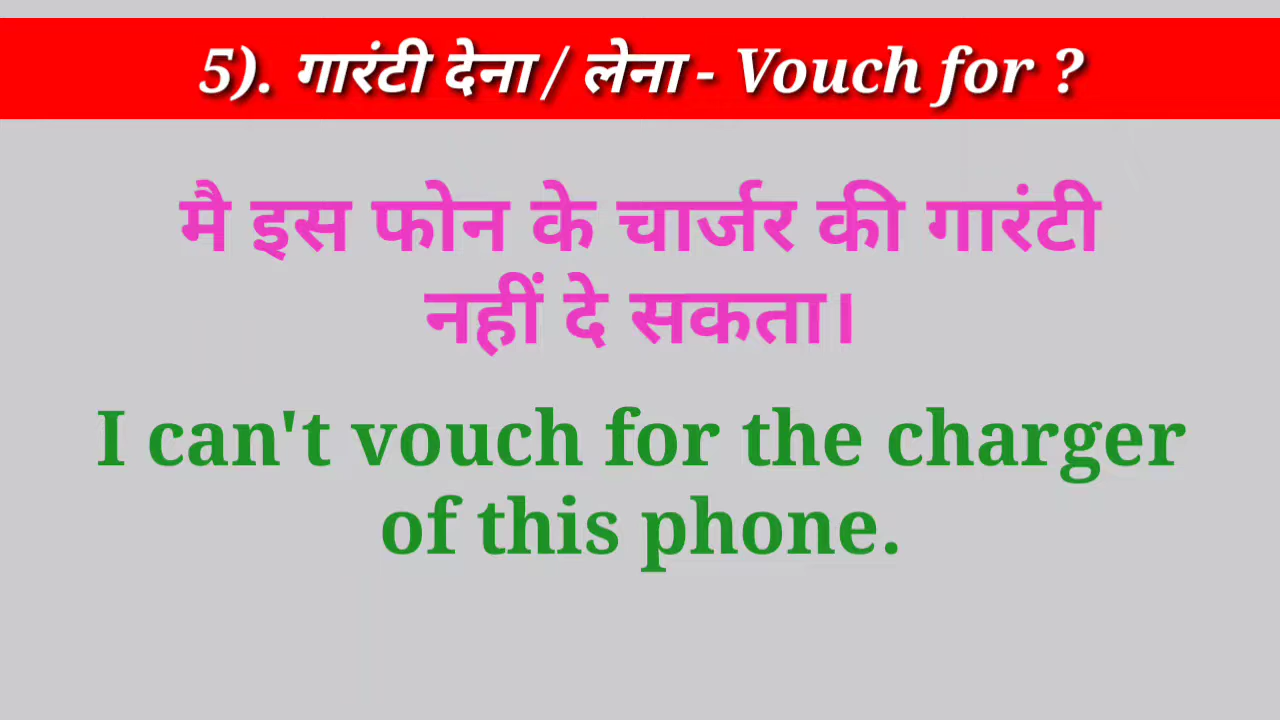 5). गारंटी देना / लेना - Vouch for ?
मै इस फोन के चार्जर की गारंटी
नहीं दे सकता।
I can't vouch for the charger
of this phone.